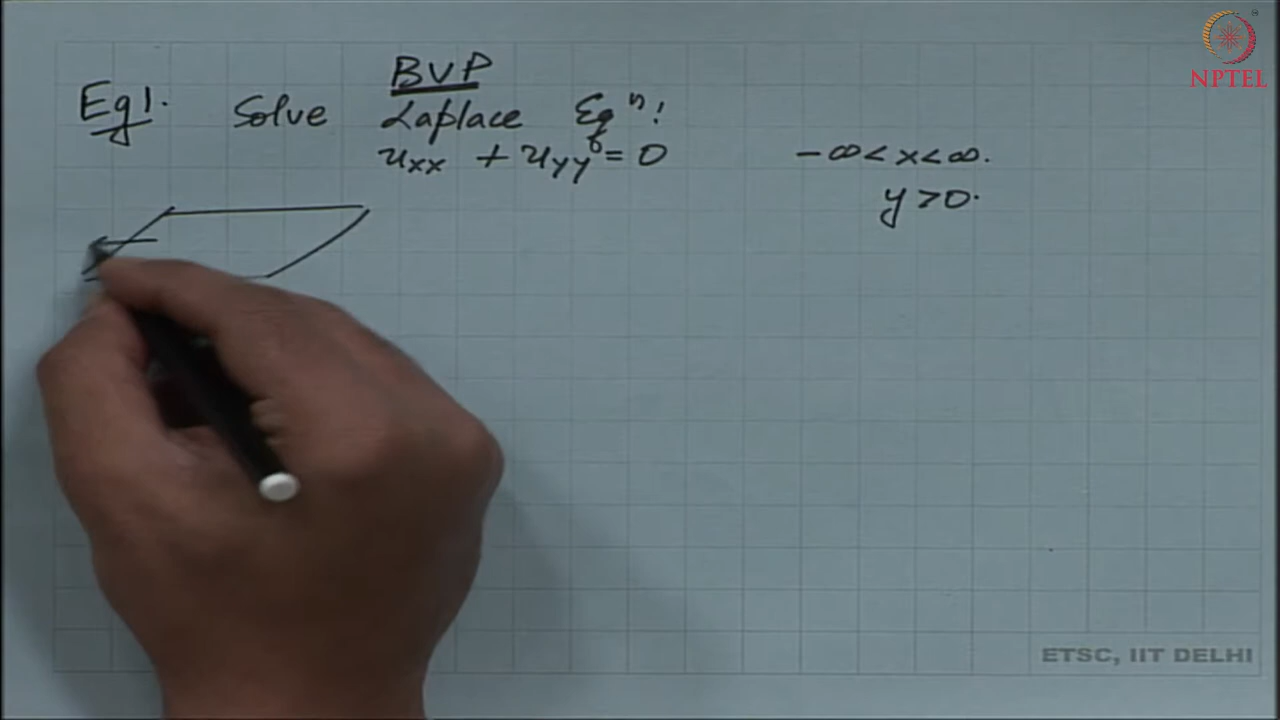 BVP
Eg1. Solve Laplace Eqⁿ:
uxx + uyy = 0 -∞ < x < ∞.
y > 0.
NPTEL
ETSC, IIT DELHI